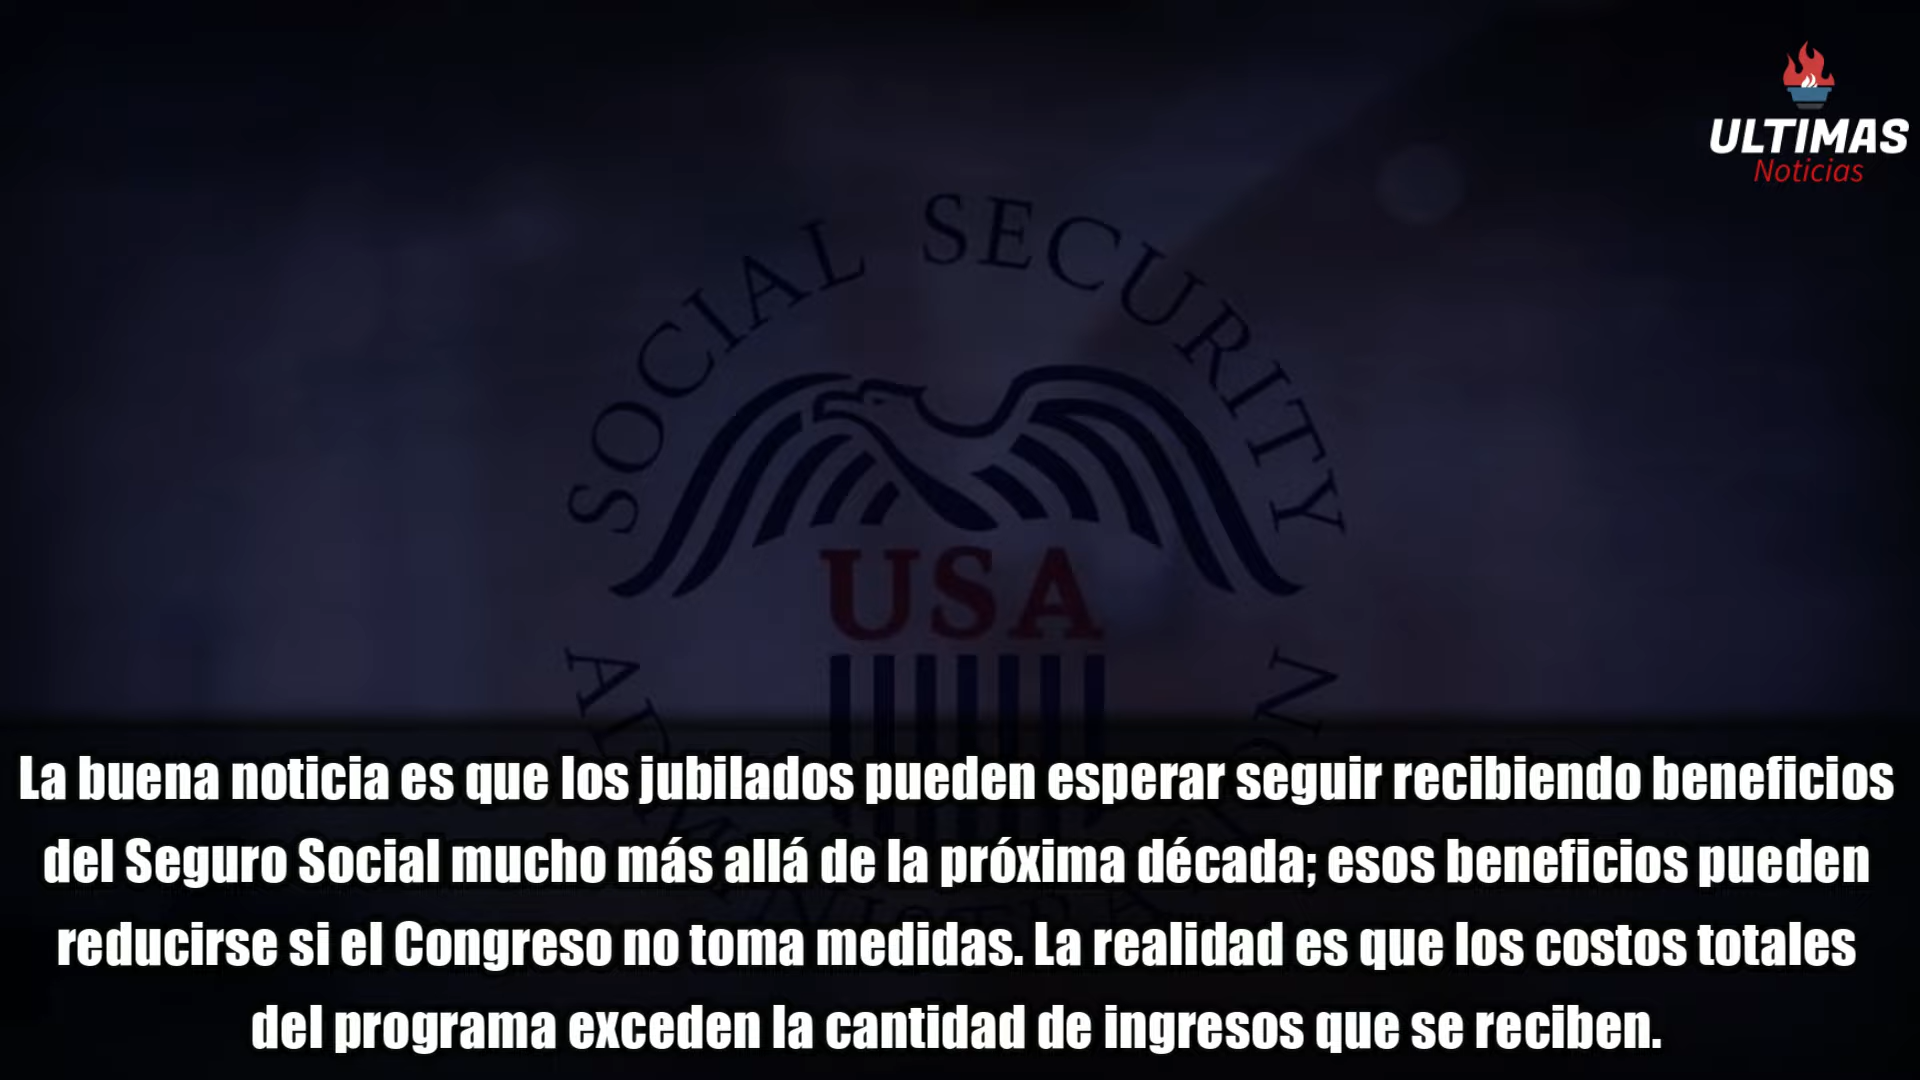 ULTIMAS
Noticias
SOCIAL SECURITY
USA
La buena noticia es que los jubilados pueden esperar seguir recibiendo beneficios
del Seguro Social mucho más allá de la próxima década; esos beneficios pueden
reducirse si el Congreso no toma medidas. La realidad es que los costos totales
del programa exceden la cantidad de ingresos que se reciben.